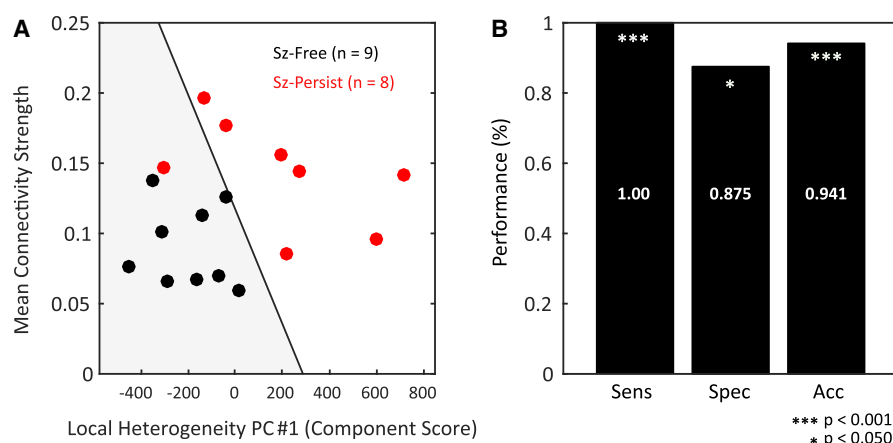 A
Mean Connectivity Strength
0.25
0.2
0.15
0.1
0.05
0
Sz-Free (n = 9)
Sz-Persist (n = 8)
-400 -200 0 200 400 600 800
Local Heterogeneity PC#1 (Component Score)
B
Performance (%)
1
0.8
0.6
0.4
0.2
0
*** * ***
1.00 0.875 0.941
Sens Spec Acc
*** p < 0.001
* p < 0.050